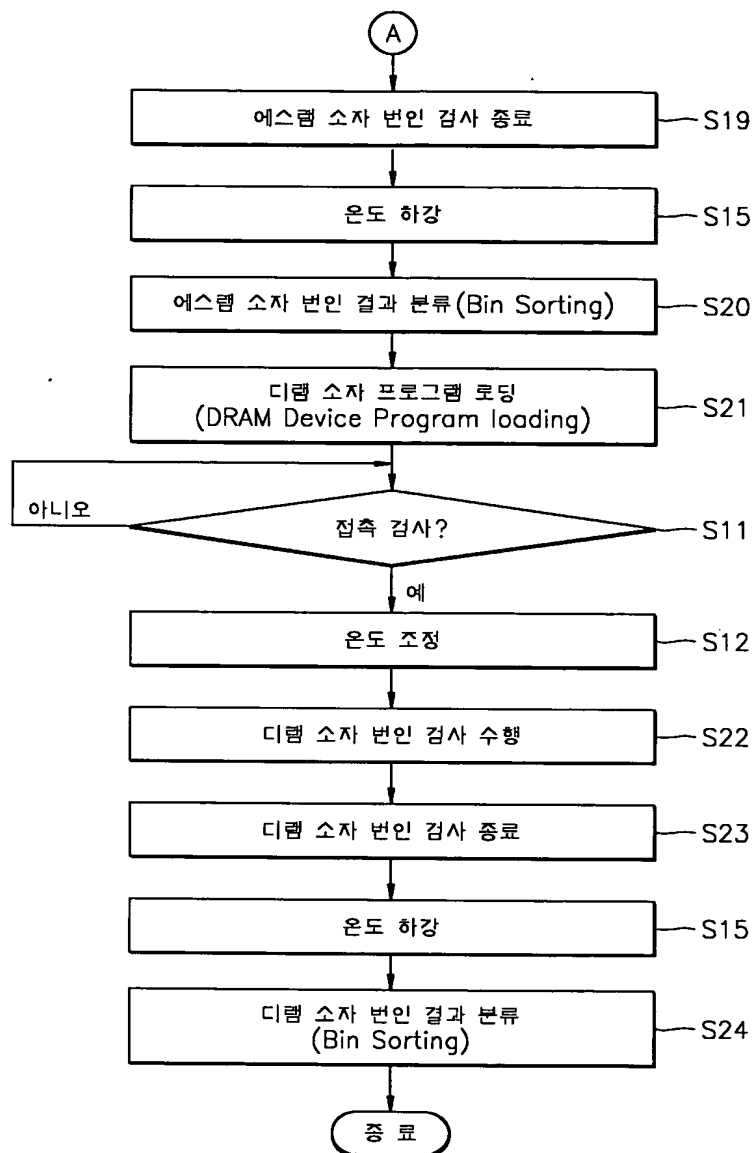 A
에스램 소자 번인 검사 종료
S19
온도 하강
S15
에스램 소자 번인 결과 분류(Bin Sorting)
S20
디램 소자 프로그램 로딩
(DRAM Device Program loading)
S21
아니오
접촉 검사?
S11
예
온도 조정
S12
디램 소자 번인 검사 수행
S22
디램 소자 번인 검사 종료
S23
온도 하강
S15
디램 소자 번인 결과 분류
(Bin Sorting)
S24
종 료